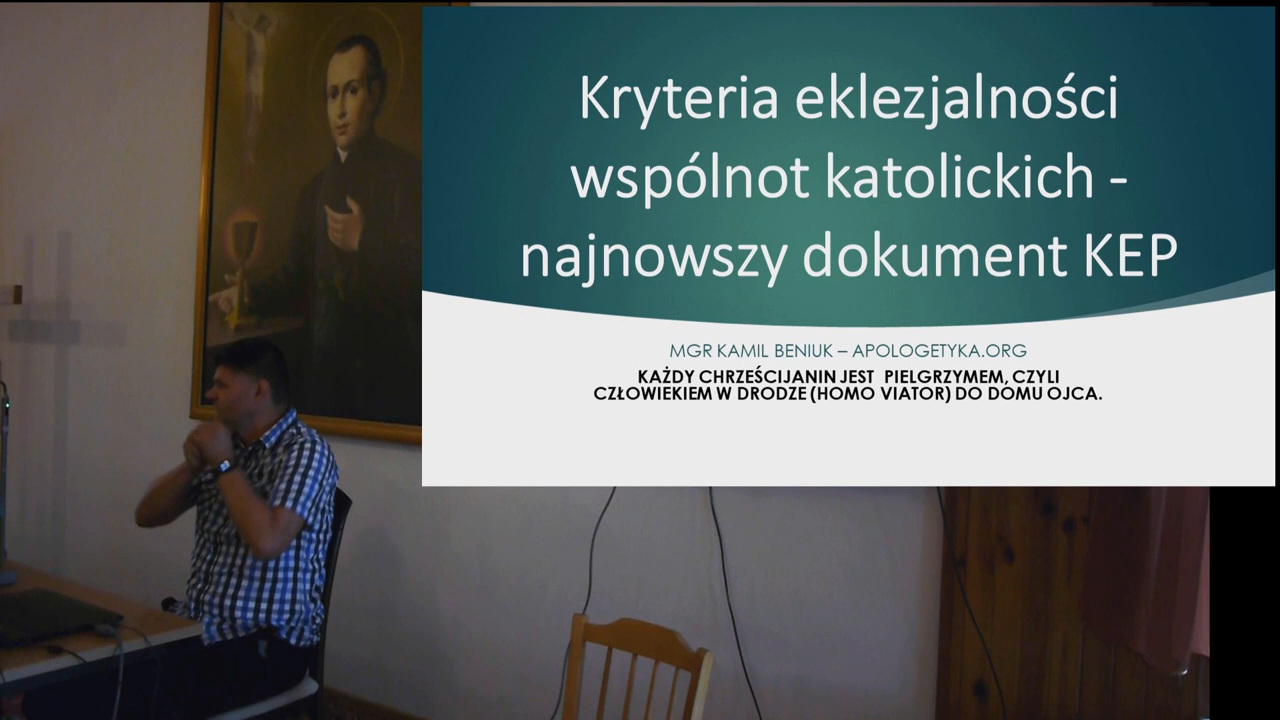 Kryteria eklezjalności
wspólnot katolickich -
najnowszy dokument KEP
MGR KAMIL BENIUK – APOLOGETYKA.ORG
KAŻDY CHRZEŚCIJANIN JEST PIELGRZYMEM, CZYLI
CZŁOWIEKIEM W DRODZE (HOMO VIATOR) DO DOMU OJCA.